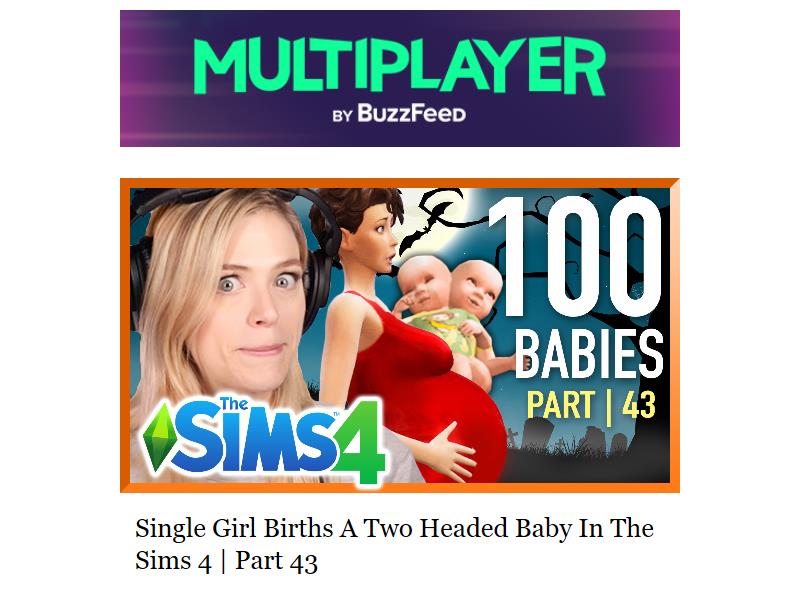 MULTIPLAYER
BY BuzzFeed
100
BABIES
PART | 43
The
SiMS4
Single Girl Births A Two Headed Baby In The
Sims 4 | Part 43